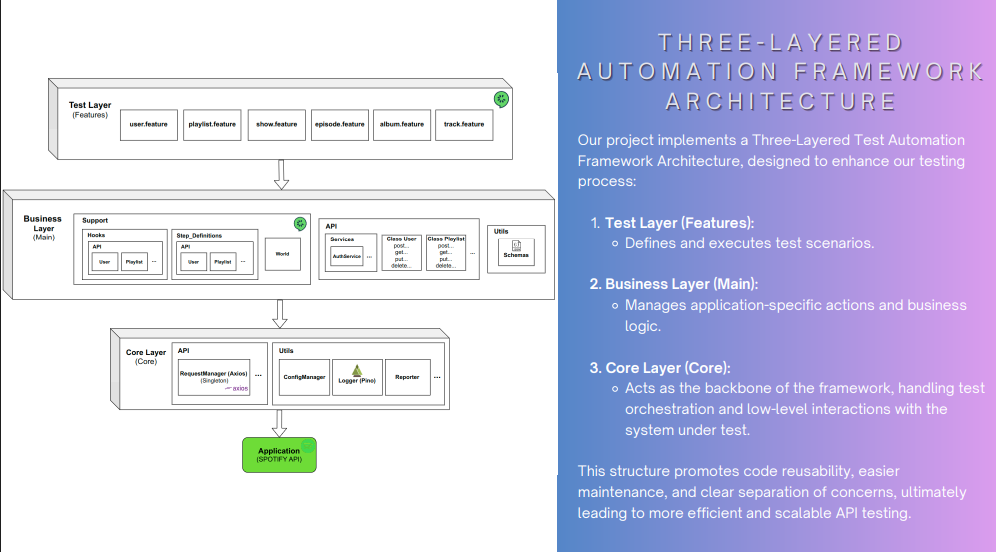 Test Layer
(Features)
user.feature
playlist.feature
show.feature
episode.feature
album.feature
track.feature
Business
Layer
(Main)
Support
Hooks
API
User
Playlist
...
Step_Definitions
API
User
Playlist
...
World
API
Services
AuthService
...
Class User
post...
get...
put...
delete...
Class Playlist
post...
get...
put...
delete...
...
Utils
Schemas
Core Layer
(Core)
API
RequestManager (Axios)
(Singleton)
axios
...
Utils
ConfigManager
Logger (Pino)
Reporter
...
Application
(SPOTIFY API)
THREE-LAYERED
AUTOMATION FRAMEWORK
ARCHITECTURE
Our project implements a Three-Layered Test Automation
Framework Architecture, designed to enhance our testing
process:
1. Test Layer (Features):
Defines and executes test scenarios.
2. Business Layer (Main):
Manages application-specific actions and business
logic.
3. Core Layer (Core):
Acts as the backbone of the framework, handling test
orchestration and low-level interactions with the
system under test.
This structure promotes code reusability, easier
maintenance, and clear separation of concerns, ultimately
leading to more efficient and scalable API testing.